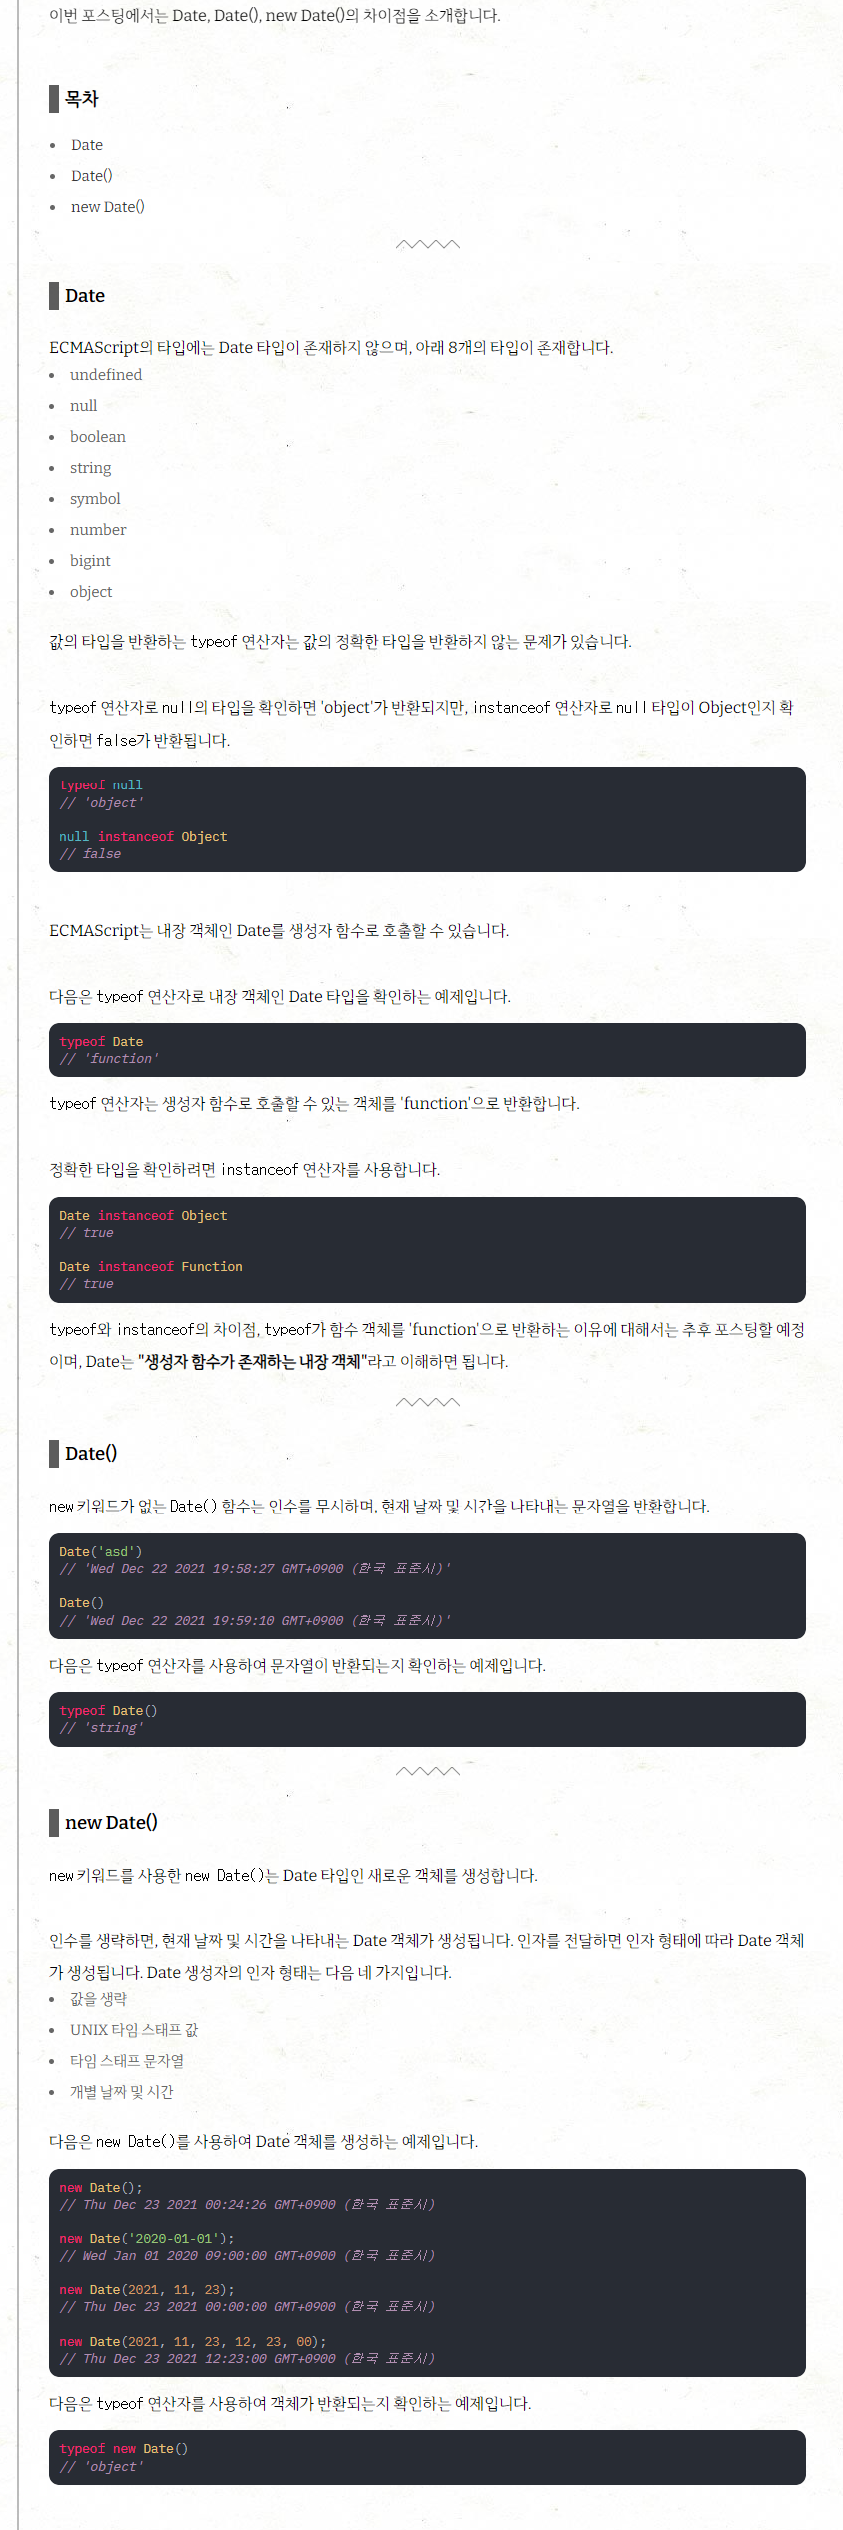 이번 포스팅에서는 Date, Date(), new Date()의 차이점을 소개합니다.
목차
Date
Date()
new Date()
Date
ECMAScript의 타입에는 Date 타입이 존재하지 않으며, 아래 8개의 타입이 존재합니다.
undefined
null
boolean
string
symbol
number
bigint
object
값의 타입을 반환하는 typeof 연산자는 값의 정확한 타입을 반환하지 않는 문제가 있습니다.
typeof 연산자로 null의 타입을 확인하면 'object'가 반환되지만, instanceof 연산자로 null 타입이 Object인지 확
인하면 false가 반환됩니다.
typeof null
// 'object'
null instanceof Object
// false
ECMAScript는 내장 객체인 Date를 생성자 함수로 호출할 수 있습니다.
다음은 typeof 연산자로 내장 객체인 Date 타입을 확인하는 예제입니다.
typeof Date
// 'function'
typeof 연산자는 생성자 함수로 호출할 수 있는 객체를 'function'으로 반환합니다.
정확한 타입을 확인하려면 instanceof 연산자를 사용합니다.
Date instanceof Object
// true
Date instanceof Function
// true
typeof와 instanceof의 차이점, typeof가 함수 객체를 'function'으로 반환하는 이유에 대해서는 추후 포스팅할 예정
이며, Date는 "생성자 함수가 존재하는 내장 객체"라고 이해하면 됩니다.
Date()
new 키워드가 없는 Date() 함수는 인수를 무시하며, 현재 날짜 및 시간을 나타내는 문자열을 반환합니다.
Date('asd')
// 'Wed Dec 22 2021 19:58:27 GMT+0900 (한국 표준시)'
Date()
// 'Wed Dec 22 2021 19:59:10 GMT+0900 (한국 표준시)'
다음은 typeof 연산자를 사용하여 문자열이 반환되는지 확인하는 예제입니다.
typeof Date()
// 'string'
new Date()
new 키워드를 사용한 new Date()는 Date 타입인 새로운 객체를 생성합니다.
인수를 생략하면, 현재 날짜 및 시간을 나타내는 Date 객체가 생성됩니다. 인자를 전달하면 인자 형태에 따라 Date 객체
가 생성됩니다. Date 생성자의 인자 형태는 다음 네 가지입니다.
값을 생략
UNIX 타임 스태프 값
타임 스태프 문자열
개별 날짜 및 시간
다음은 new Date()를 사용하여 Date 객체를 생성하는 예제입니다.
new Date();
// Thu Dec 23 2021 00:24:26 GMT+0900 (한국 표준시)
new Date('2020-01-01');
// Wed Jan 01 2020 09:00:00 GMT+0900 (한국 표준시)
new Date(2021, 11, 23);
// Thu Dec 23 2021 00:00:00 GMT+0900 (한국 표준시)
new Date(2021, 11, 23, 12, 23, 00);
// Thu Dec 23 2021 12:23:00 GMT+0900 (한국 표준시)
다음은 typeof 연산자를 사용하여 객체가 반환되는지 확인하는 예제입니다.
typeof new Date()
// 'object'